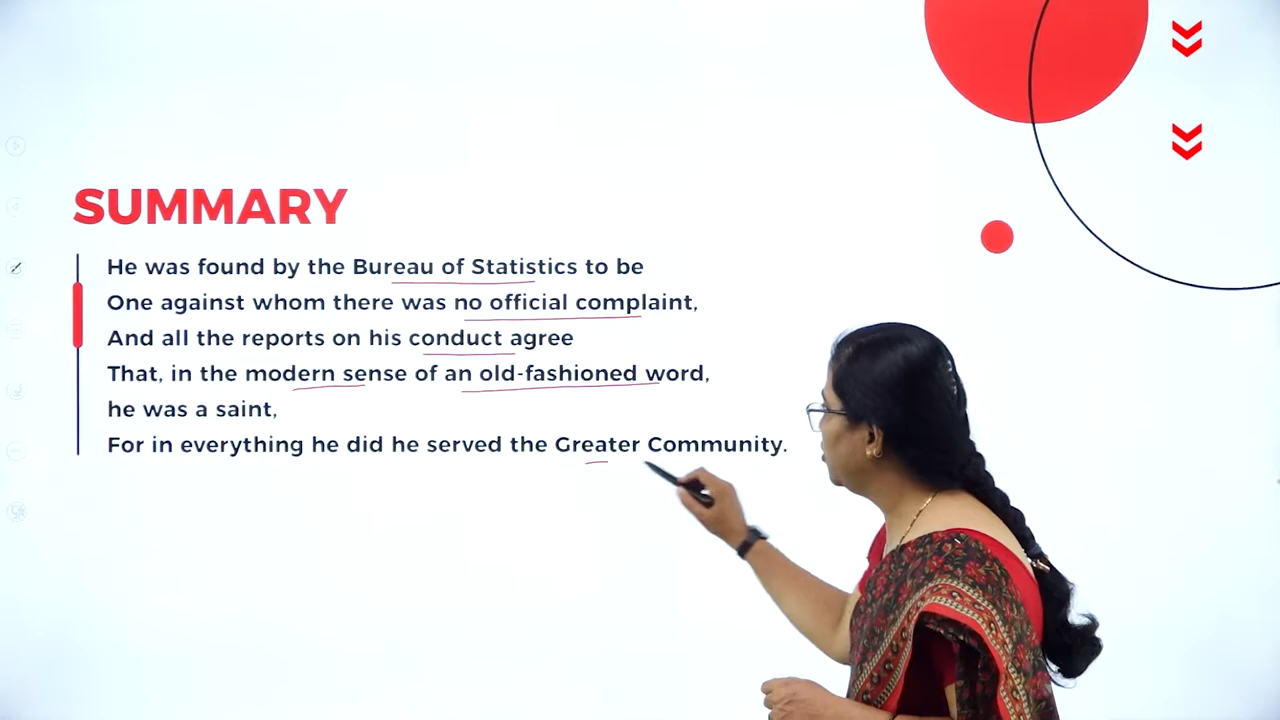 SUMMARY
He was found by the Bureau of Statistics to be
One against whom there was no official complaint,
And all the reports on his conduct agree
That, in the modern sense of an old-fashioned word,
he was a saint,
For in everything he did he served the Greater Community.